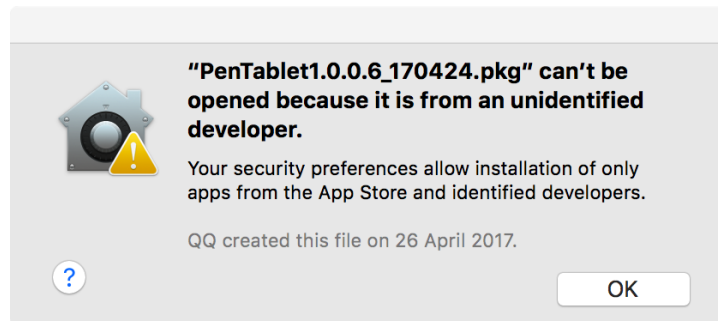 “PenTablet1.0.0.6_170424.pkg” can’t be
opened because it is from an unidentified
developer.
Your security preferences allow installation of only
apps from the App Store and identified developers.
QQ created this file on 26 April 2017.
?
OK